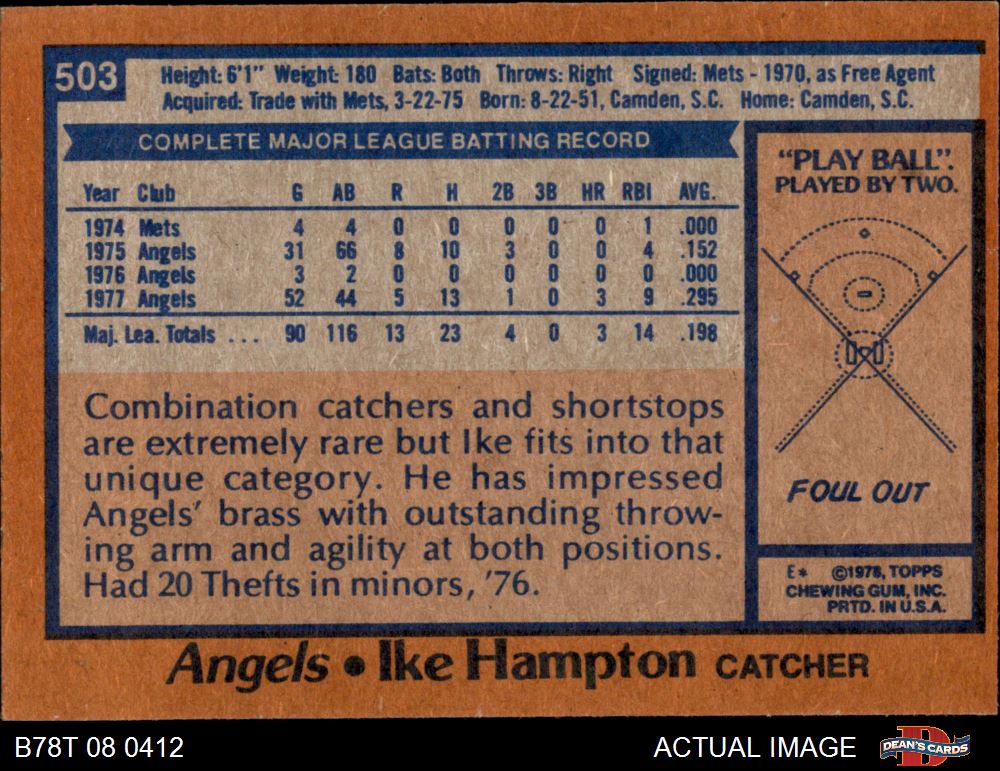 503
Height: 6'1" Weight: 180 Bats: Both Throws: Right Signed: Mets - 1970, as Free Agent
Acquired: Trade with Mets, 3-22-75 Born: 8-22-51, Camden, S.C. Home: Camden, S.C.
COMPLETE MAJOR LEAGUE BATTING RECORD
Year Club G AB R H 2B 3B HR RBI AVG.
1974 Mets 4 4 0 0 0 0 0 1 .000
1975 Angels 31 66 8 10 3 0 0 4 .152
1976 Angels 3 2 0 0 0 0 0 0 .000
1977 Angels 52 44 5 13 1 0 3 9 .295
Maj. Lea. Totals ... 90 116 13 23 4 0 3 14 .198
Combination catchers and shortstops
are extremely rare but Ike fits into that
unique category. He has impressed
Angels' brass with outstanding throw-
ing arm and agility at both positions.
Had 20 Thefts in minors, '76.
"PLAY BALL".
PLAYED BY TWO.
FOUL OUT
E* ©1978, TOPPS
CHEWING GUM, INC.
PRTD. IN U.S.A.
Angels • Ike Hampton CATCHER
B78T 08 0412
ACTUAL IMAGE
D
DEAN'S CARDS